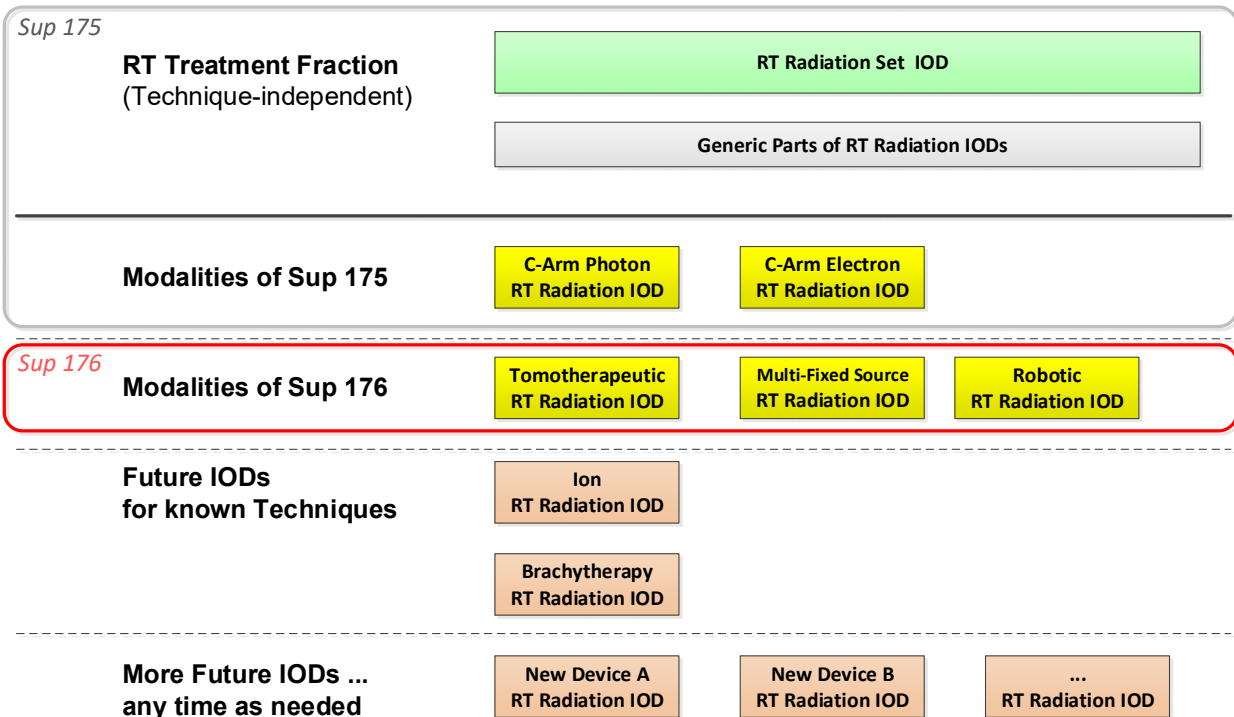 Sup 175
RT Treatment Fraction
(Technique-independent)
RT Radiation Set IOD
Generic Parts of RT Radiation IODs
Modalities of Sup 175
C-Arm Photon
RT Radiation IOD
C-Arm Electron
RT Radiation IOD
Sup 176
Modalities of Sup 176
Tomotherapeutic
RT Radiation IOD
Multi-Fixed Source
RT Radiation IOD
Robotic
RT Radiation IOD
Future IODs
for known Techniques
Ion
RT Radiation IOD
Brachytherapy
RT Radiation IOD
More Future IODs ...
any time as needed
New Device A
RT Radiation IOD
New Device B
RT Radiation IOD
...
RT Radiation IOD